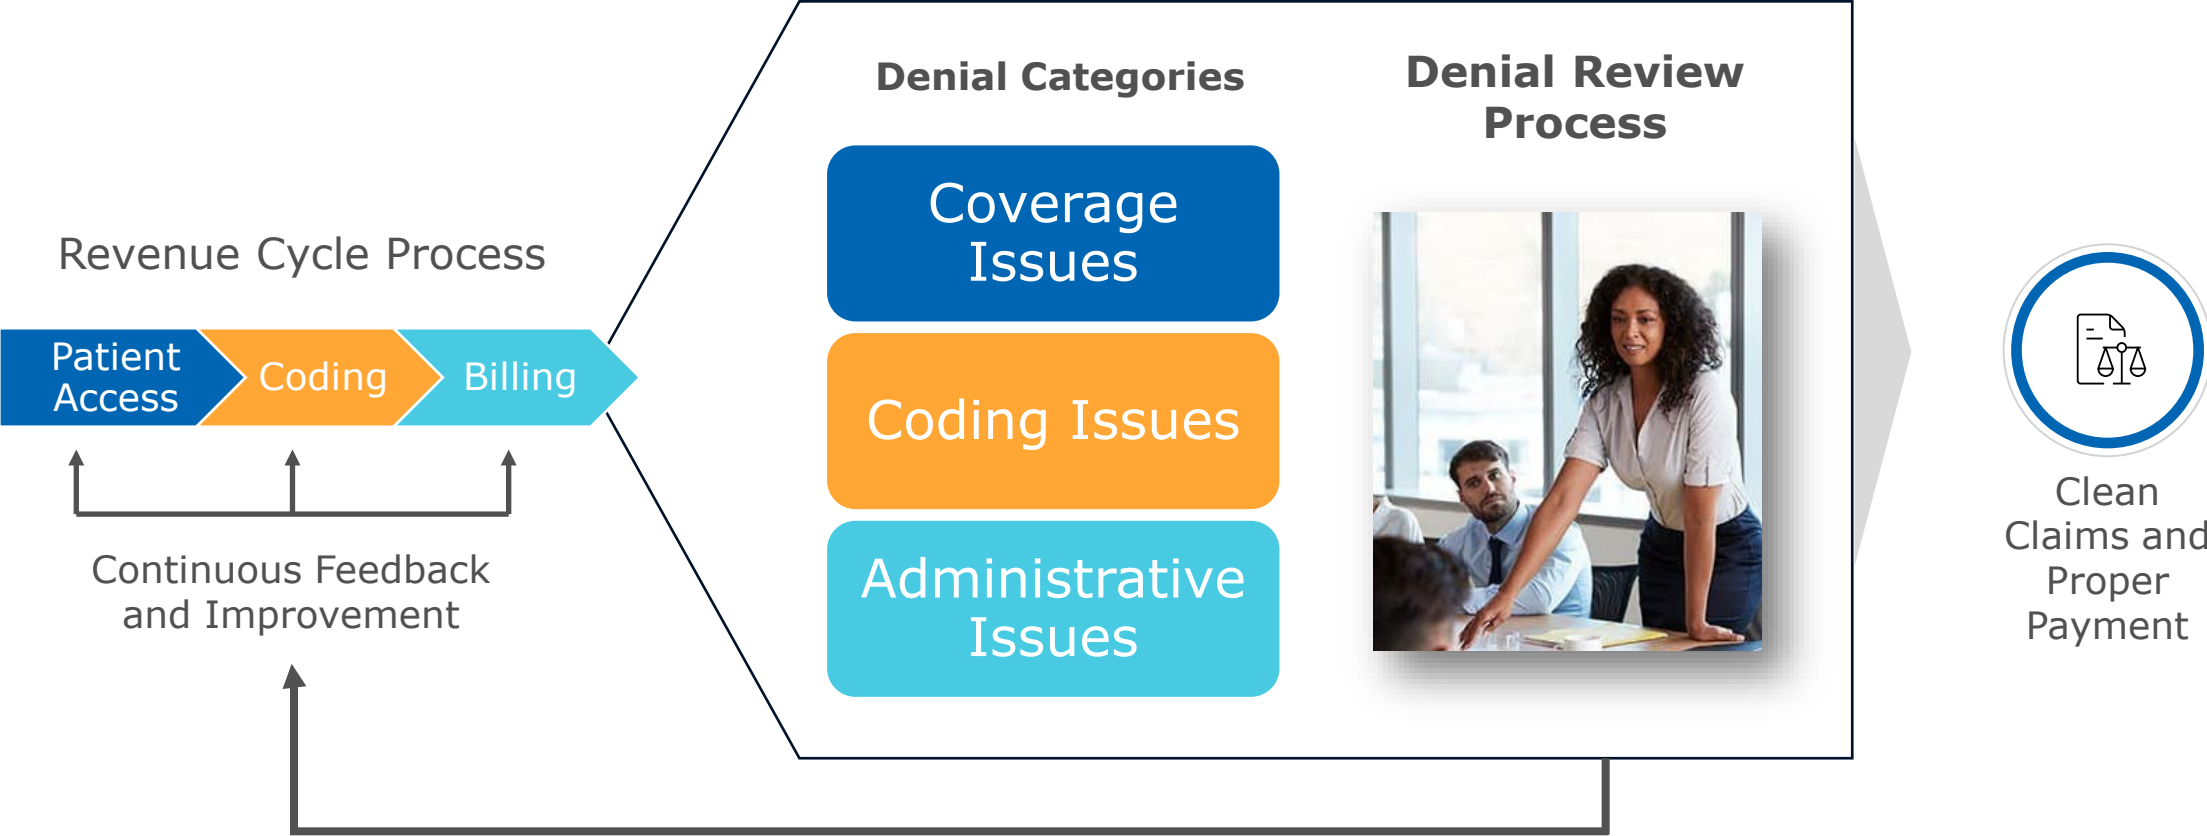 Revenue Cycle Process
Patient
Access
Coding
Billing
Continuous Feedback
and Improvement
Denial Categories
Coverage
Issues
Coding Issues
Administrative
Issues
Denial Review
Process
Clean
Claims and
Proper
Payment